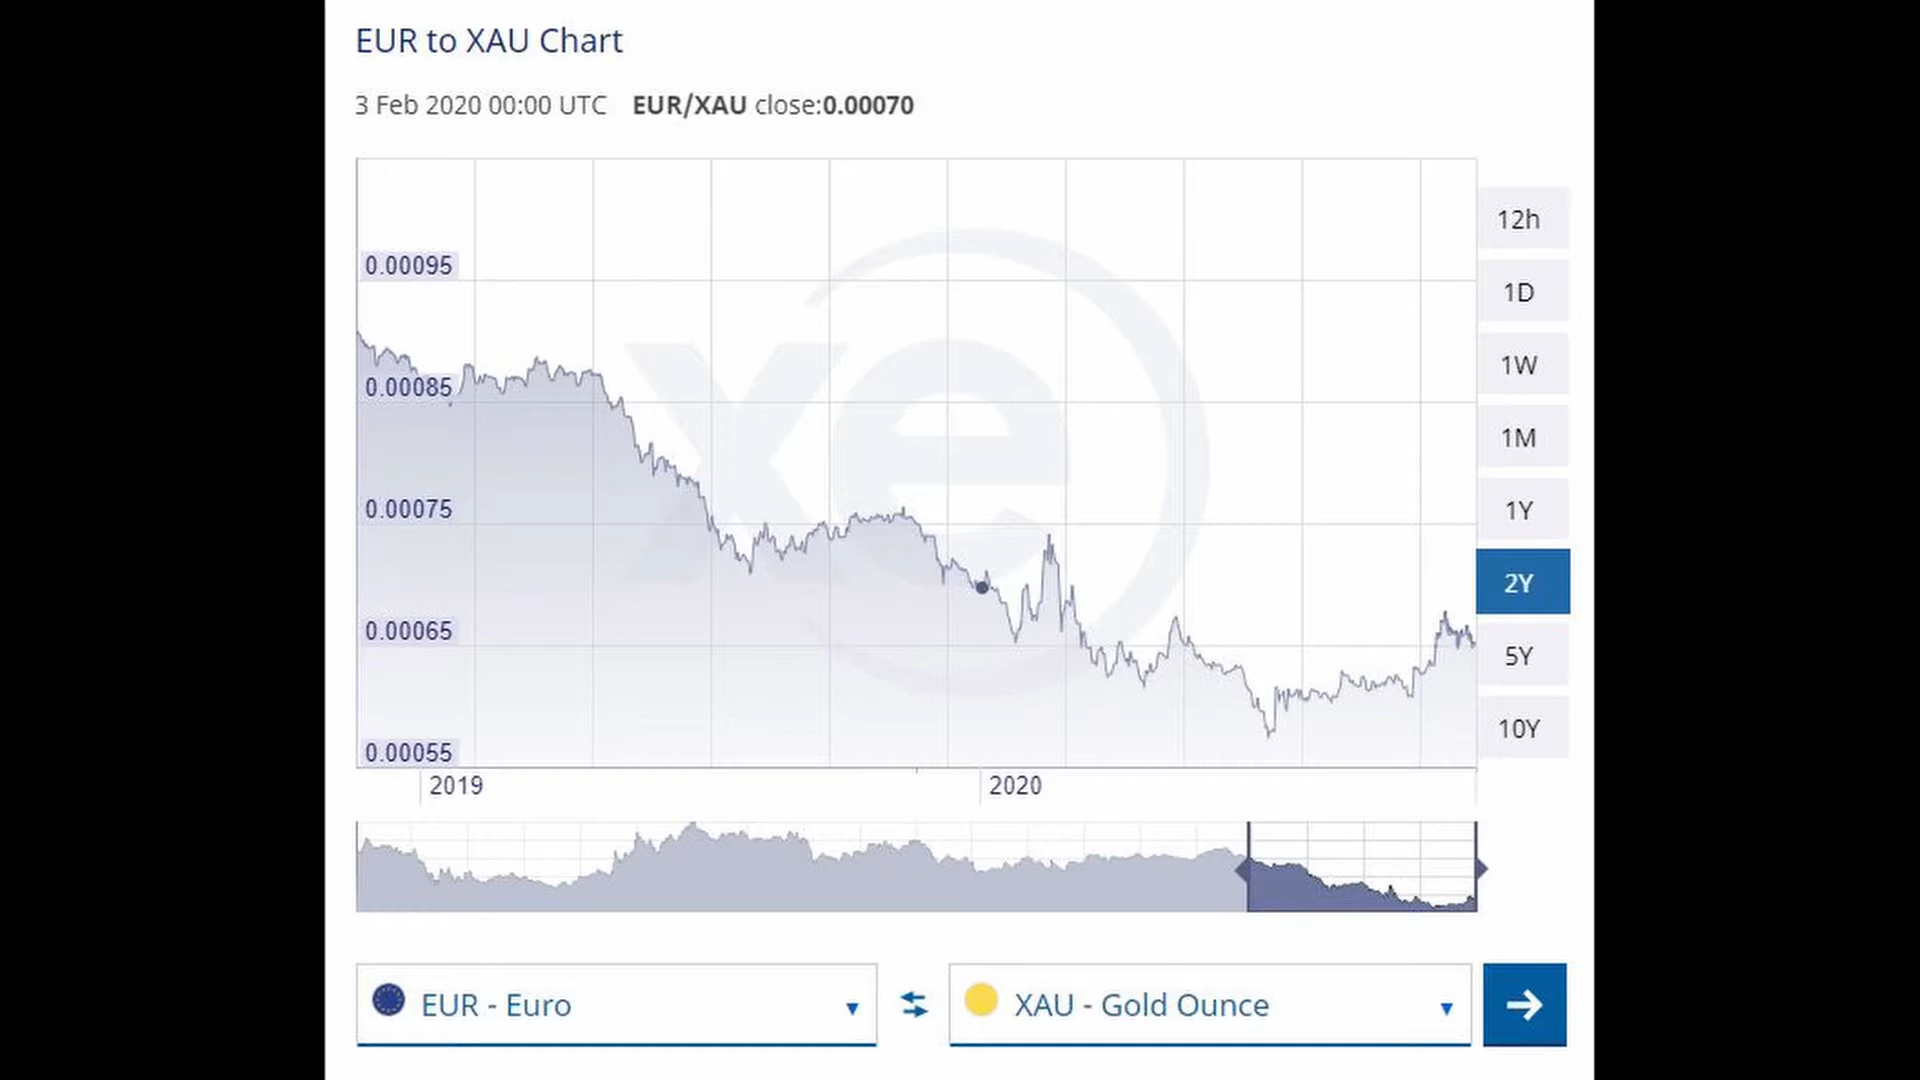 EUR to XAU Chart
3 Feb 2020 00:00 UTC EUR/XAU close:0.00070
xe
0.00095
0.00085
0.00075
0.00065
0.00055
2019 2020
12h
1D
1W
1M
1Y
2Y
5Y
10Y
EUR - Euro
XAU - Gold Ounce